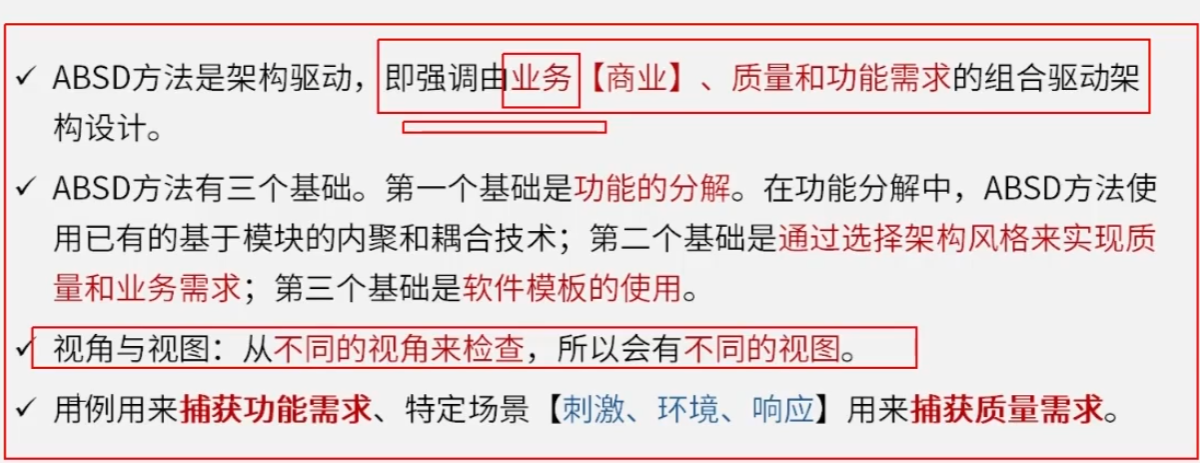 ✓ ABSD方法是架构驱动，即强调由业务【商业】、质量和功能需求的组合驱动架
构设计。
✓ ABSD方法有三个基础。第一个基础是功能的分解。在功能分解中，ABSD方法使
用已有的基于模块的内聚和耦合技术；第二个基础是通过选择架构风格来实现质
量和业务需求；第三个基础是软件模板的使用。
✓ 视角与视图：从不同的视角来检查，所以会有不同的视图。
✓ 用例用来捕获功能需求、特定场景【刺激、环境、响应】用来捕获质量需求。